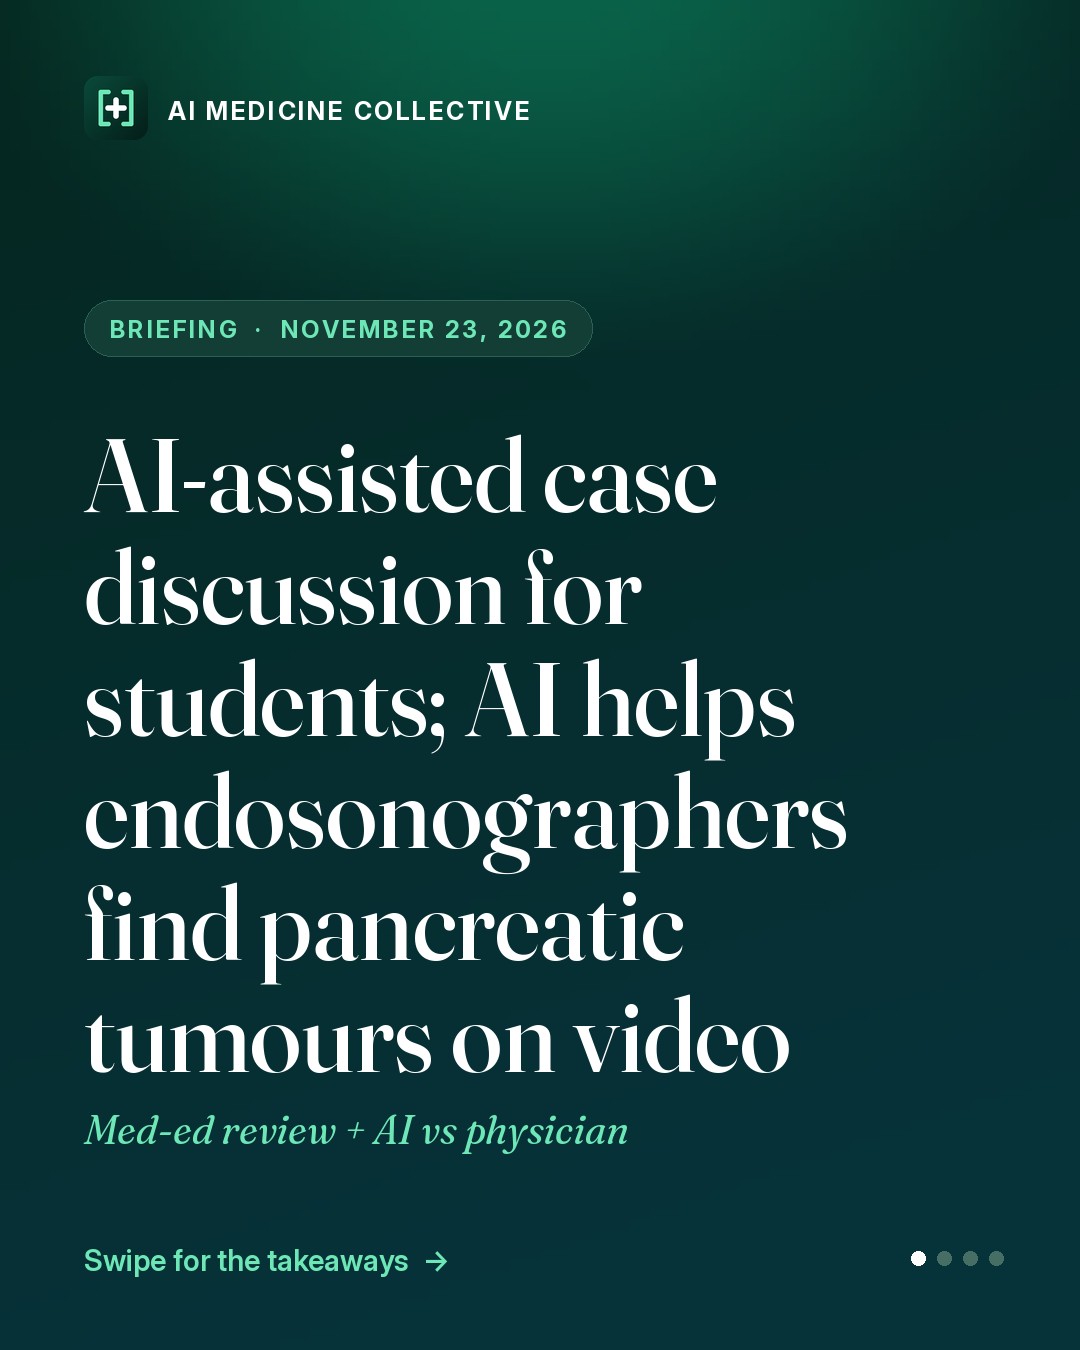 AI MEDICINE COLLECTIVE
BRIEFING · NOVEMBER 23, 2026
AI-assisted case
discussion for
students; AI helps
endosonographers
find pancreatic
tumours on video
Med-ed review + AI vs physician
Swipe for the takeaways →